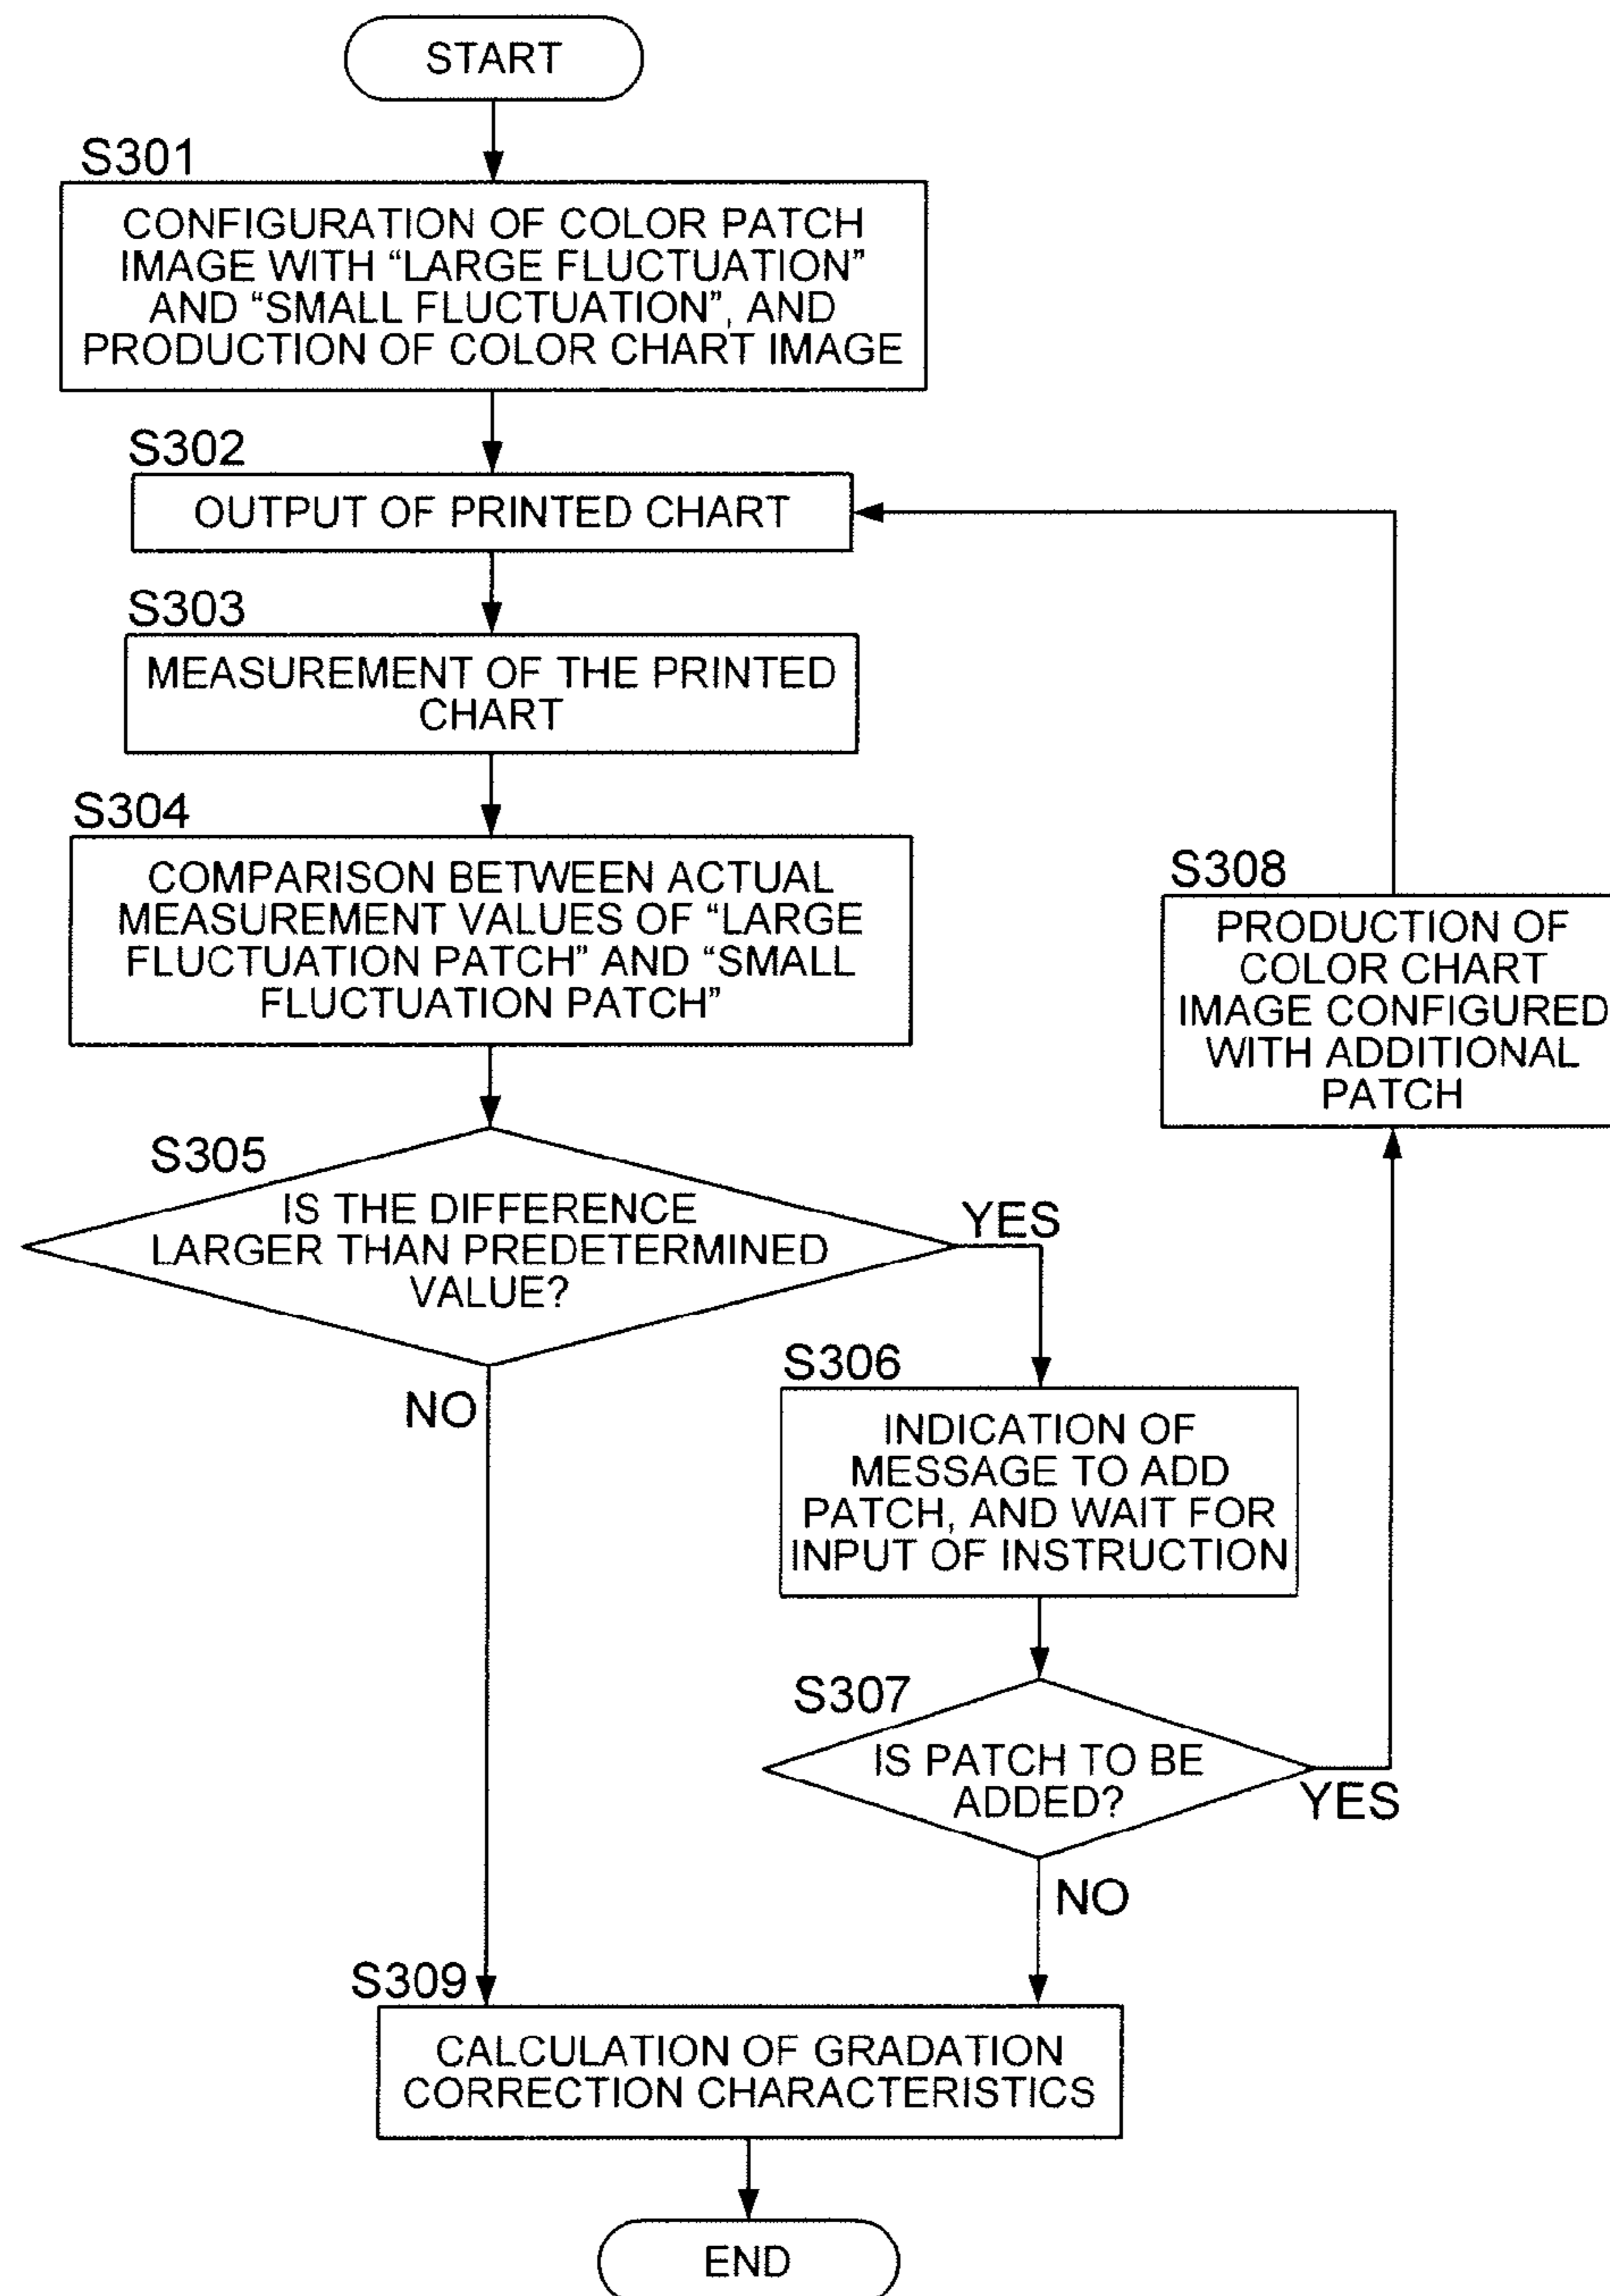 START
S301
CONFIGURATION OF COLOR PATCH
IMAGE WITH “LARGE FLUCTUATION”
AND “SMALL FLUCTUATION”, AND
PRODUCTION OF COLOR CHART IMAGE
S302
OUTPUT OF PRINTED CHART
S303
MEASUREMENT OF THE PRINTED
CHART
S304
COMPARISON BETWEEN ACTUAL
MEASUREMENT VALUES OF “LARGE
FLUCTUATION PATCH” AND “SMALL
FLUCTUATION PATCH”
S308
PRODUCTION OF
COLOR CHART
IMAGE CONFIGURED
WITH ADDITIONAL
PATCH
S305
IS THE DIFFERENCE
LARGER THAN PREDETERMINED
VALUE?
YES
NO
S306
INDICATION OF
MESSAGE TO ADD
PATCH, AND WAIT FOR
INPUT OF INSTRUCTION
S307
IS PATCH TO BE
ADDED?
YES
NO
S309
CALCULATION OF GRADATION
CORRECTION CHARACTERISTICS
END